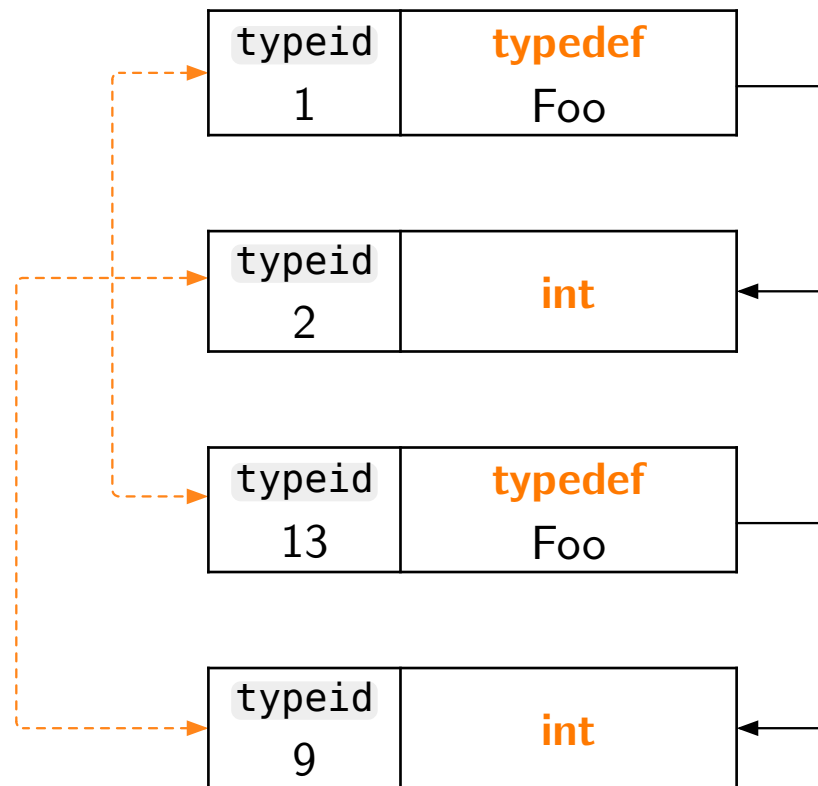 typeid typedef
1 Foo
typeid
int
2
typeid typedef
13 Foo
typeid
int
9